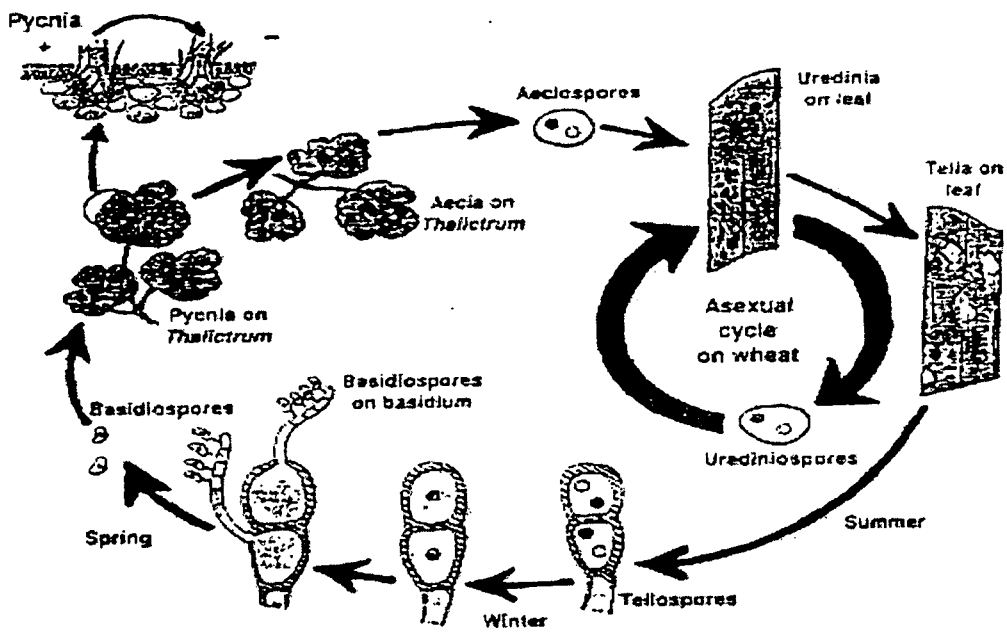 Pycnia
+
−
Aeciospores
Uredinia
on leaf
Telia on
leaf
Aecia on
Thalictrum
Pycnia on
Thalictrum
Asexual
cycle
on wheat
Basidiospores
on basidium
Basidiospores
Urediniospores
Spring
Summer
Teliospores
Winter